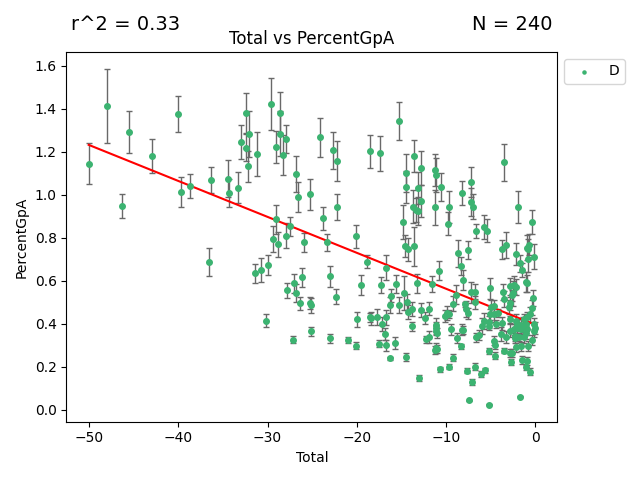 r^2 = 0.33
N = 240
Total vs PercentGpA
D
PercentGpA
1.6
1.4
1.2
1.0
0.8
0.6
0.4
0.2
0.0
−50
−40
−30
−20
−10
0
Total